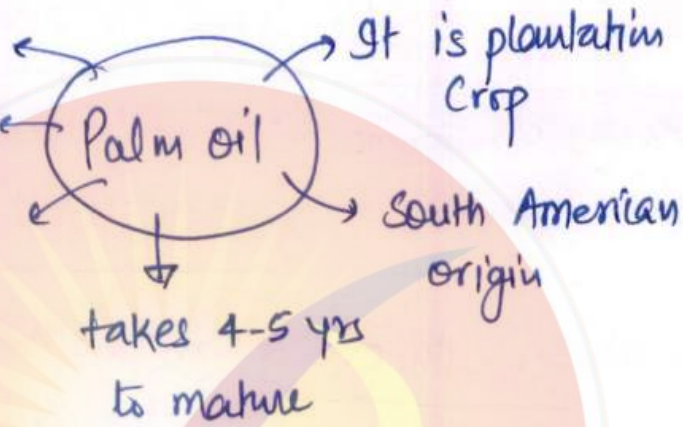 It is plantation
Crop
Palm oil
South American
origin
takes 4-5 yrs
to mature